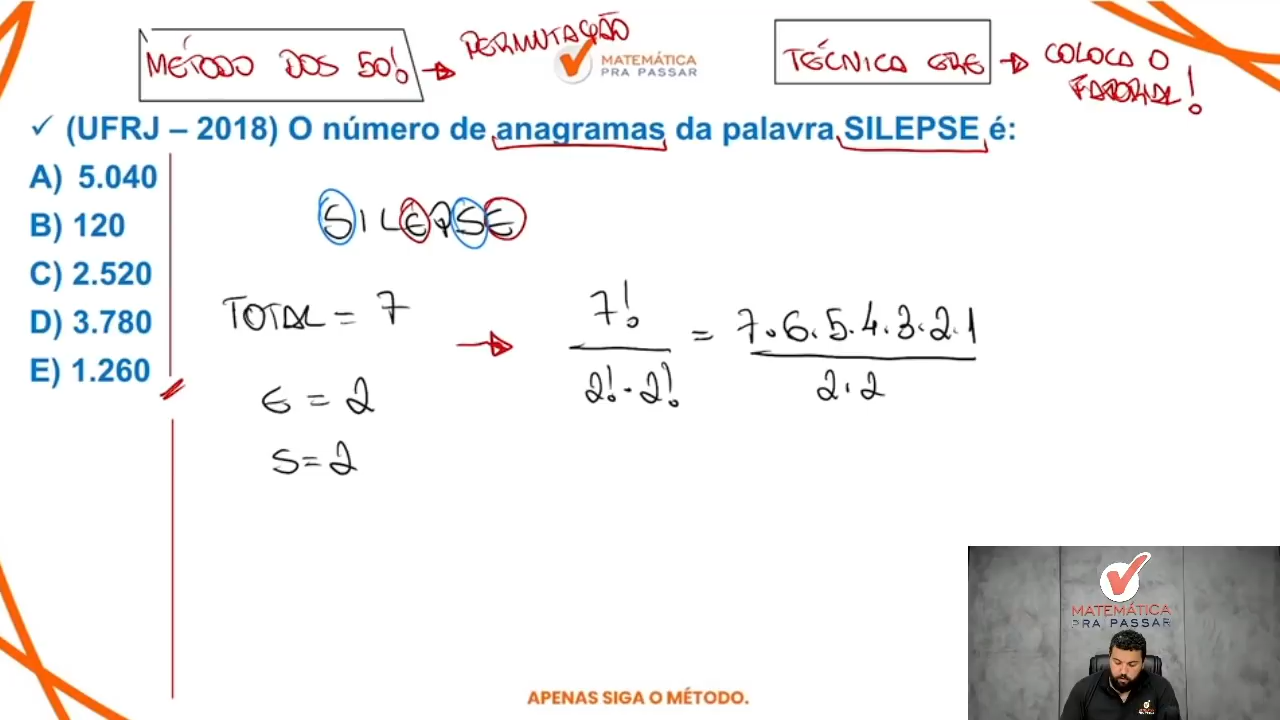 MÉTODO DOS 50! → PERMUTAÇÃO
MATEMÁTICA
PRA PASSAR
TÉCNICA GRE → COLOCA O
FATORIAL!
✓ (UFRJ – 2018) O número de anagramas da palavra SILEPSE é:
A) 5.040
B) 120
C) 2.520
D) 3.780
E) 1.260
SILEPSE
TOTAL = 7
E = 2
S = 2
→ 7! / 2! · 2! = 7 · 6 · 5 · 4 · 3 · 2 · 1 / 2 · 2
MATEMÁTICA
PRA PASSAR
APENAS SIGA O MÉTODO.